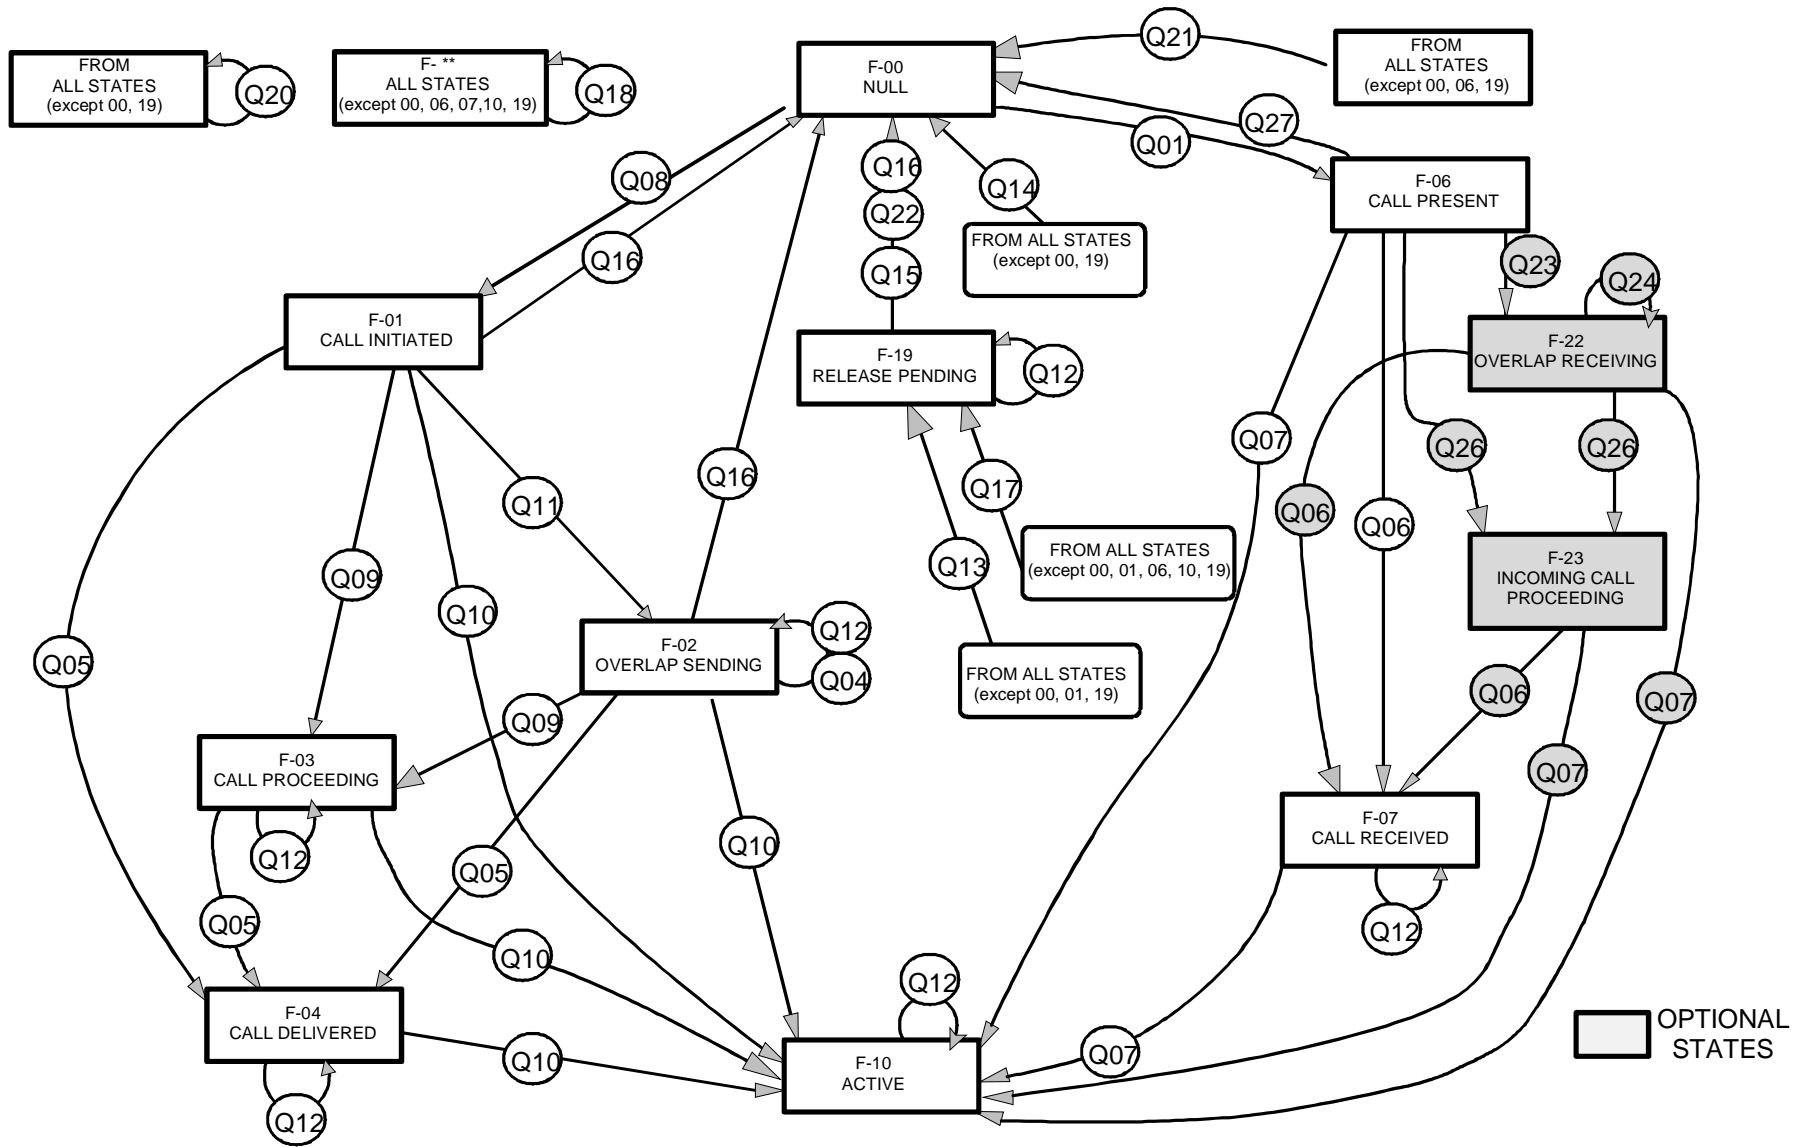 Q21
FROM
ALL STATES
(except 00, 19)
Q20
F- **
ALL STATES
(except 00, 06, 07,10, 19)
Q18
F-00
NULL
FROM
ALL STATES
(except 00, 06, 19)
Q27
Q01
Q08
Q16
Q16
Q22
Q15
Q14
F-06
CALL PRESENT
FROM ALL STATES
(except 00, 19)
Q23
Q24
F-01
CALL INITIATED
F-19
RELEASE PENDING
Q12
F-22
OVERLAP RECEIVING
Q07
Q26
Q26
Q16
Q17
Q11
Q06
Q06
FROM ALL STATES
(except 00, 01, 06, 10, 19)
Q13
F-23
INCOMING CALL
PROCEEDING
Q09
Q10
Q12
Q05
F-02
OVERLAP SENDING
Q04
FROM ALL STATES
(except 00, 01, 19)
Q06
Q07
Q09
F-03
CALL PROCEEDING
Q07
F-07
CALL RECEIVED
Q12
Q05
Q10
Q05
Q12
Q10
Q12
F-04
CALL DELIVERED
Q10
Q07
F-10
ACTIVE
Q12
OPTIONAL
STATES